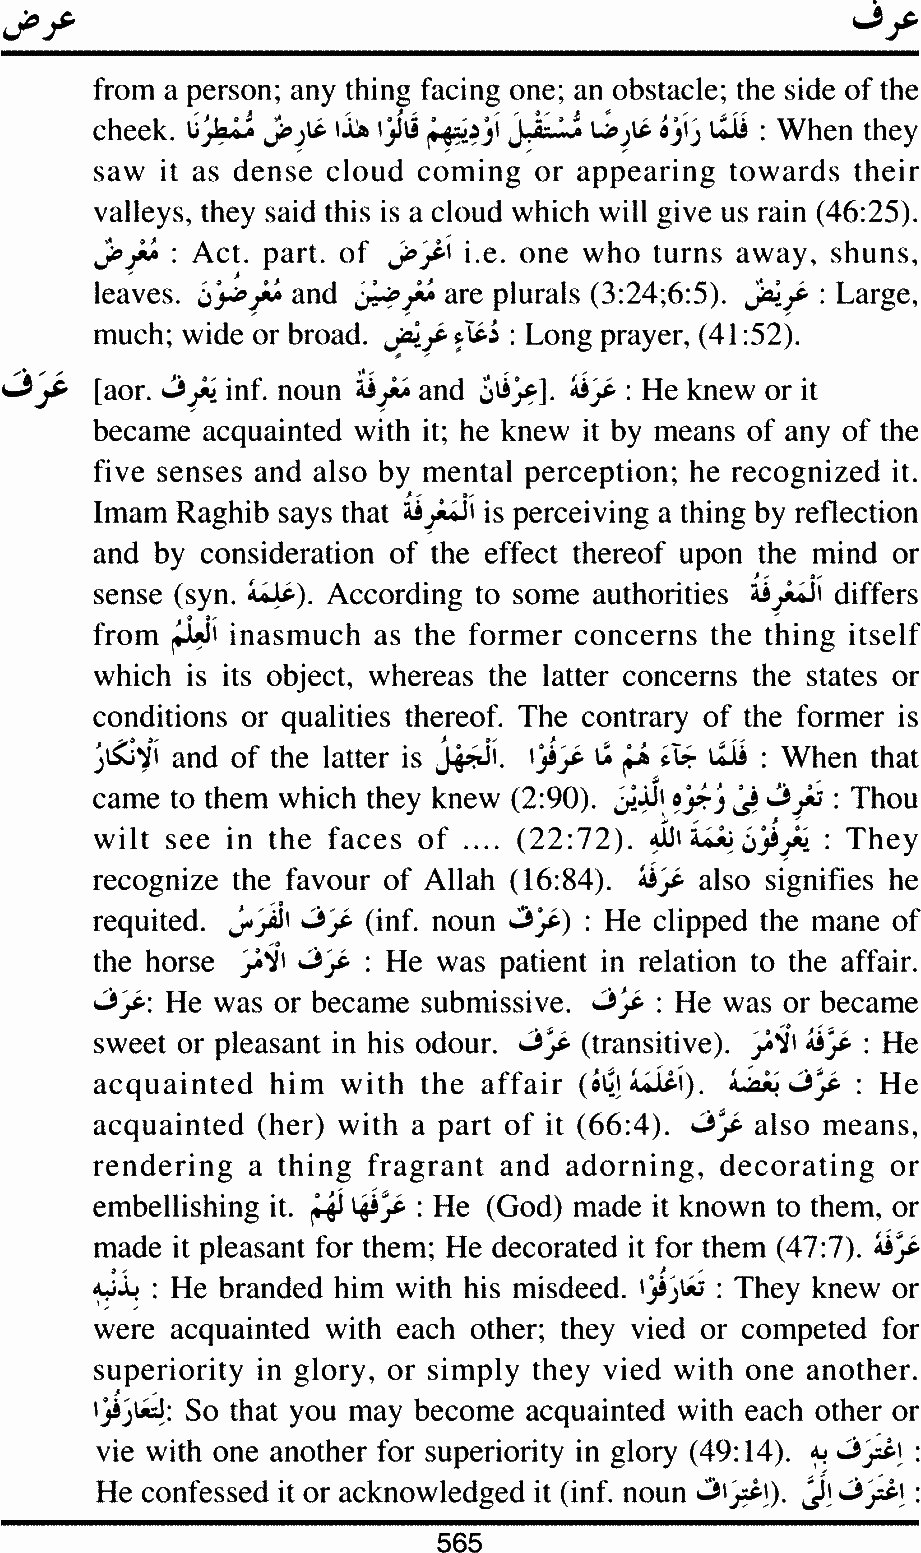 عرض عرف
from a person; any thing facing one; an obstacle; the side of the
cheek. فَلَمَّا رَاَوْهُ عَارِضًا مُّسْتَقْبِلَ اَوْدِيَتِهِمْ قَالُوْا هٰذَا عَارِضٌ مُّمْطِرُنَا : When they
saw it as dense cloud coming or appearing towards their
valleys, they said this is a cloud which will give us rain (46:25).
مُعْرِضٌ : Act. part. of اَعْرَضَ i.e. one who turns away, shuns,
leaves. مُعْرِضُوْنَ and مُعْرِضِيْنَ are plurals (3:24;6:5). عَرِيْضٌ : Large,
much; wide or broad. دُعَآءٍ عَرِيْضٍ : Long prayer, (41:52).
عَرَفَ [aor. يَعْرِفُ inf. noun مَعْرِفَةٌ and عِرْفَانٌ]. عَرَفَهُ : He knew or it
became acquainted with it; he knew it by means of any of the
five senses and also by mental perception; he recognized it.
Imam Raghib says that اَلْمَعْرِفَةُ is perceiving a thing by reflection
and by consideration of the effect thereof upon the mind or
sense (syn. عَلِمَهُ). According to some authorities اَلْمَعْرِفَةُ differs
from اَلْعِلْمُ inasmuch as the former concerns the thing itself
which is its object, whereas the latter concerns the states or
conditions or qualities thereof. The contrary of the former is
اَلْاِنْكَارُ and of the latter is اَلْجَهْلُ. فَلَمَّا جَآءَ هُمْ مَّا عَرَفُوْا : When that
came to them which they knew (2:90). تَعْرِفُ فِىْ وُجُوْهِ الَّذِيْنَ : Thou
wilt see in the faces of .... (22:72). يَعْرِفُوْنَ نِعْمَةَ اللّٰهِ : They
recognize the favour of Allah (16:84). عَرَفَهُ also signifies he
requited. عَرَفَ الْفَرَسَ (inf. noun عَرْفٌ) : He clipped the mane of
the horse عَرَفَ الْاَمْرَ : He was patient in relation to the affair.
عَرَفَ: He was or became submissive. عَرُفَ : He was or became
sweet or pleasant in his odour. عَرَّفَ (transitive). عَرَّفَهُ الْاَمْرَ : He
acquainted him with the affair (اَعْلَمَهُ اِيَّاهُ). عَرَّفَ بَعْضَهُ : He
acquainted (her) with a part of it (66:4). عَرَّفَ also means,
rendering a thing fragrant and adorning, decorating or
embellishing it. عَرَّفَهَا لَهُمْ : He (God) made it known to them, or
made it pleasant for them; He decorated it for them (47:7). عَرَّفَهُ
بِذَنْبِهِ : He branded him with his misdeed. تَعَارَفُوْا : They knew or
were acquainted with each other; they vied or competed for
superiority in glory, or simply they vied with one another.
لِتَعَارَفُوْا: So that you may become acquainted with each other or
vie with one another for superiority in glory (49:14). اِعْتَرَفَ بِهِ :
He confessed it or acknowledged it (inf. noun اِعْتِرَافٌ). اِعْتَرَفَ اِلَىَّ :
565